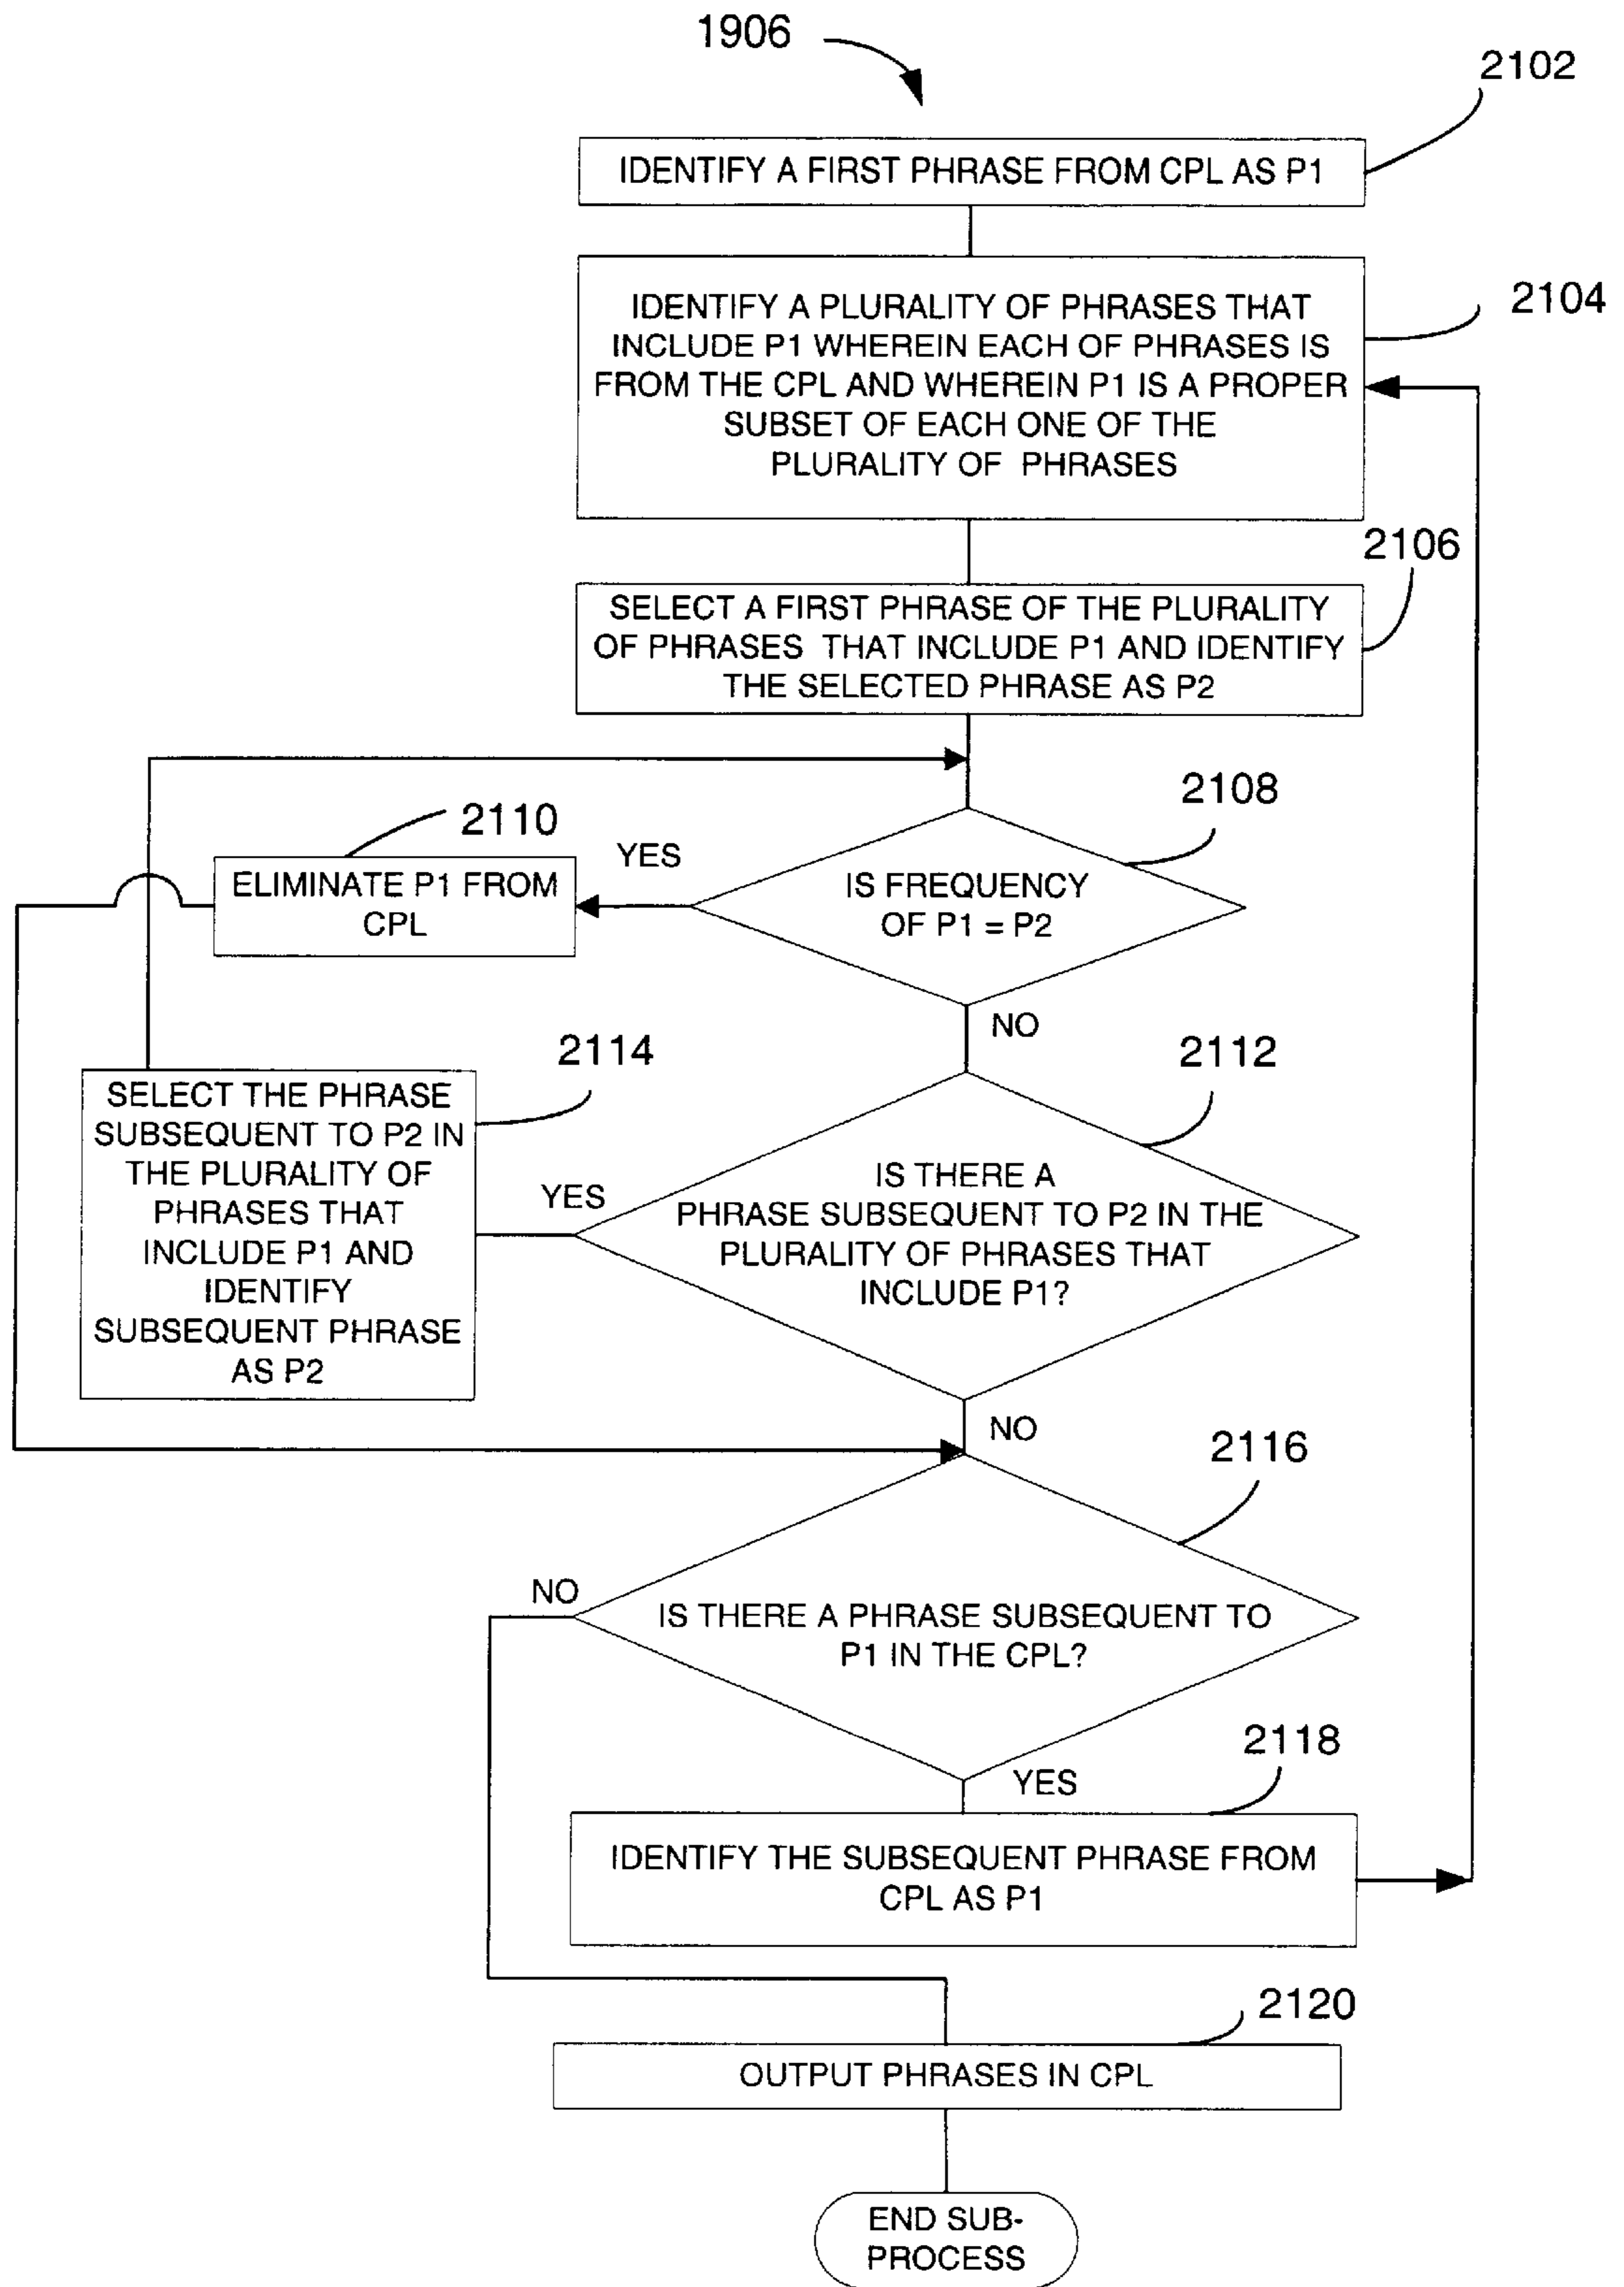 1906
2102
IDENTIFY A FIRST PHRASE FROM CPL AS P1
2104
IDENTIFY A PLURALITY OF PHRASES THAT
INCLUDE P1 WHEREIN EACH OF PHRASES IS
FROM THE CPL AND WHEREIN P1 IS A PROPER
SUBSET OF EACH ONE OF THE
PLURALITY OF PHRASES
2106
SELECT A FIRST PHRASE OF THE PLURALITY
OF PHRASES THAT INCLUDE P1 AND IDENTIFY
THE SELECTED PHRASE AS P2
2108
2110
YES
ELIMINATE P1 FROM
CPL
IS FREQUENCY
OF P1 = P2
NO
2114
2112
SELECT THE PHRASE
SUBSEQUENT TO P2 IN
THE PLURALITY OF
PHRASES THAT
INCLUDE P1 AND
IDENTIFY
SUBSEQUENT PHRASE
AS P2
YES
IS THERE A
PHRASE SUBSEQUENT TO P2 IN THE
PLURALITY OF PHRASES THAT
INCLUDE P1?
NO
2116
NO
IS THERE A PHRASE SUBSEQUENT TO
P1 IN THE CPL?
2118
YES
IDENTIFY THE SUBSEQUENT PHRASE FROM
CPL AS P1
2120
OUTPUT PHRASES IN CPL
END SUB-
PROCESS